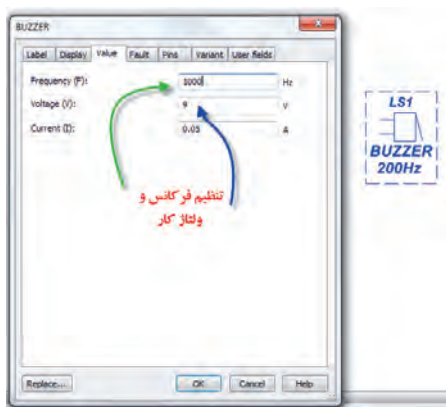 BUZZER
Label Display Value Fault Pins Variant User fields
Frequency (F): 1000 Hz
Voltage (V): 9 V
Current (I): 0.05 A
تنظیم فرکانس و
ولتاژ کار
Replace... OK Cancel Help
LS1
BUZZER
200Hz